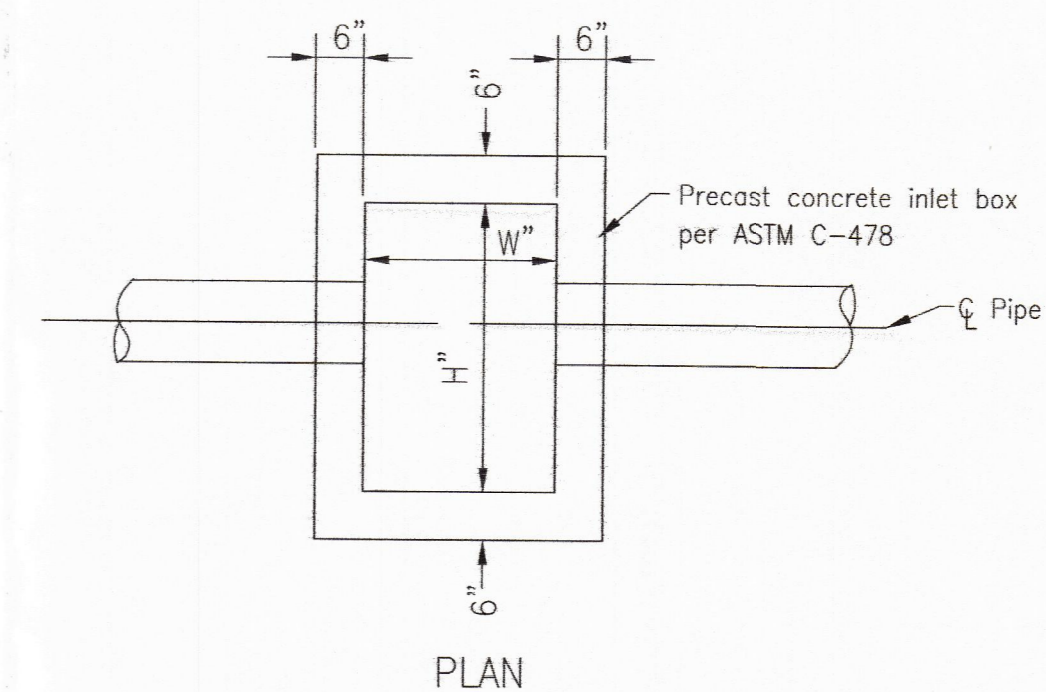 6"
6"
6"
Precast concrete inlet box
per ASTM C-478
W"
℄ Pipe
H"
6"
PLAN